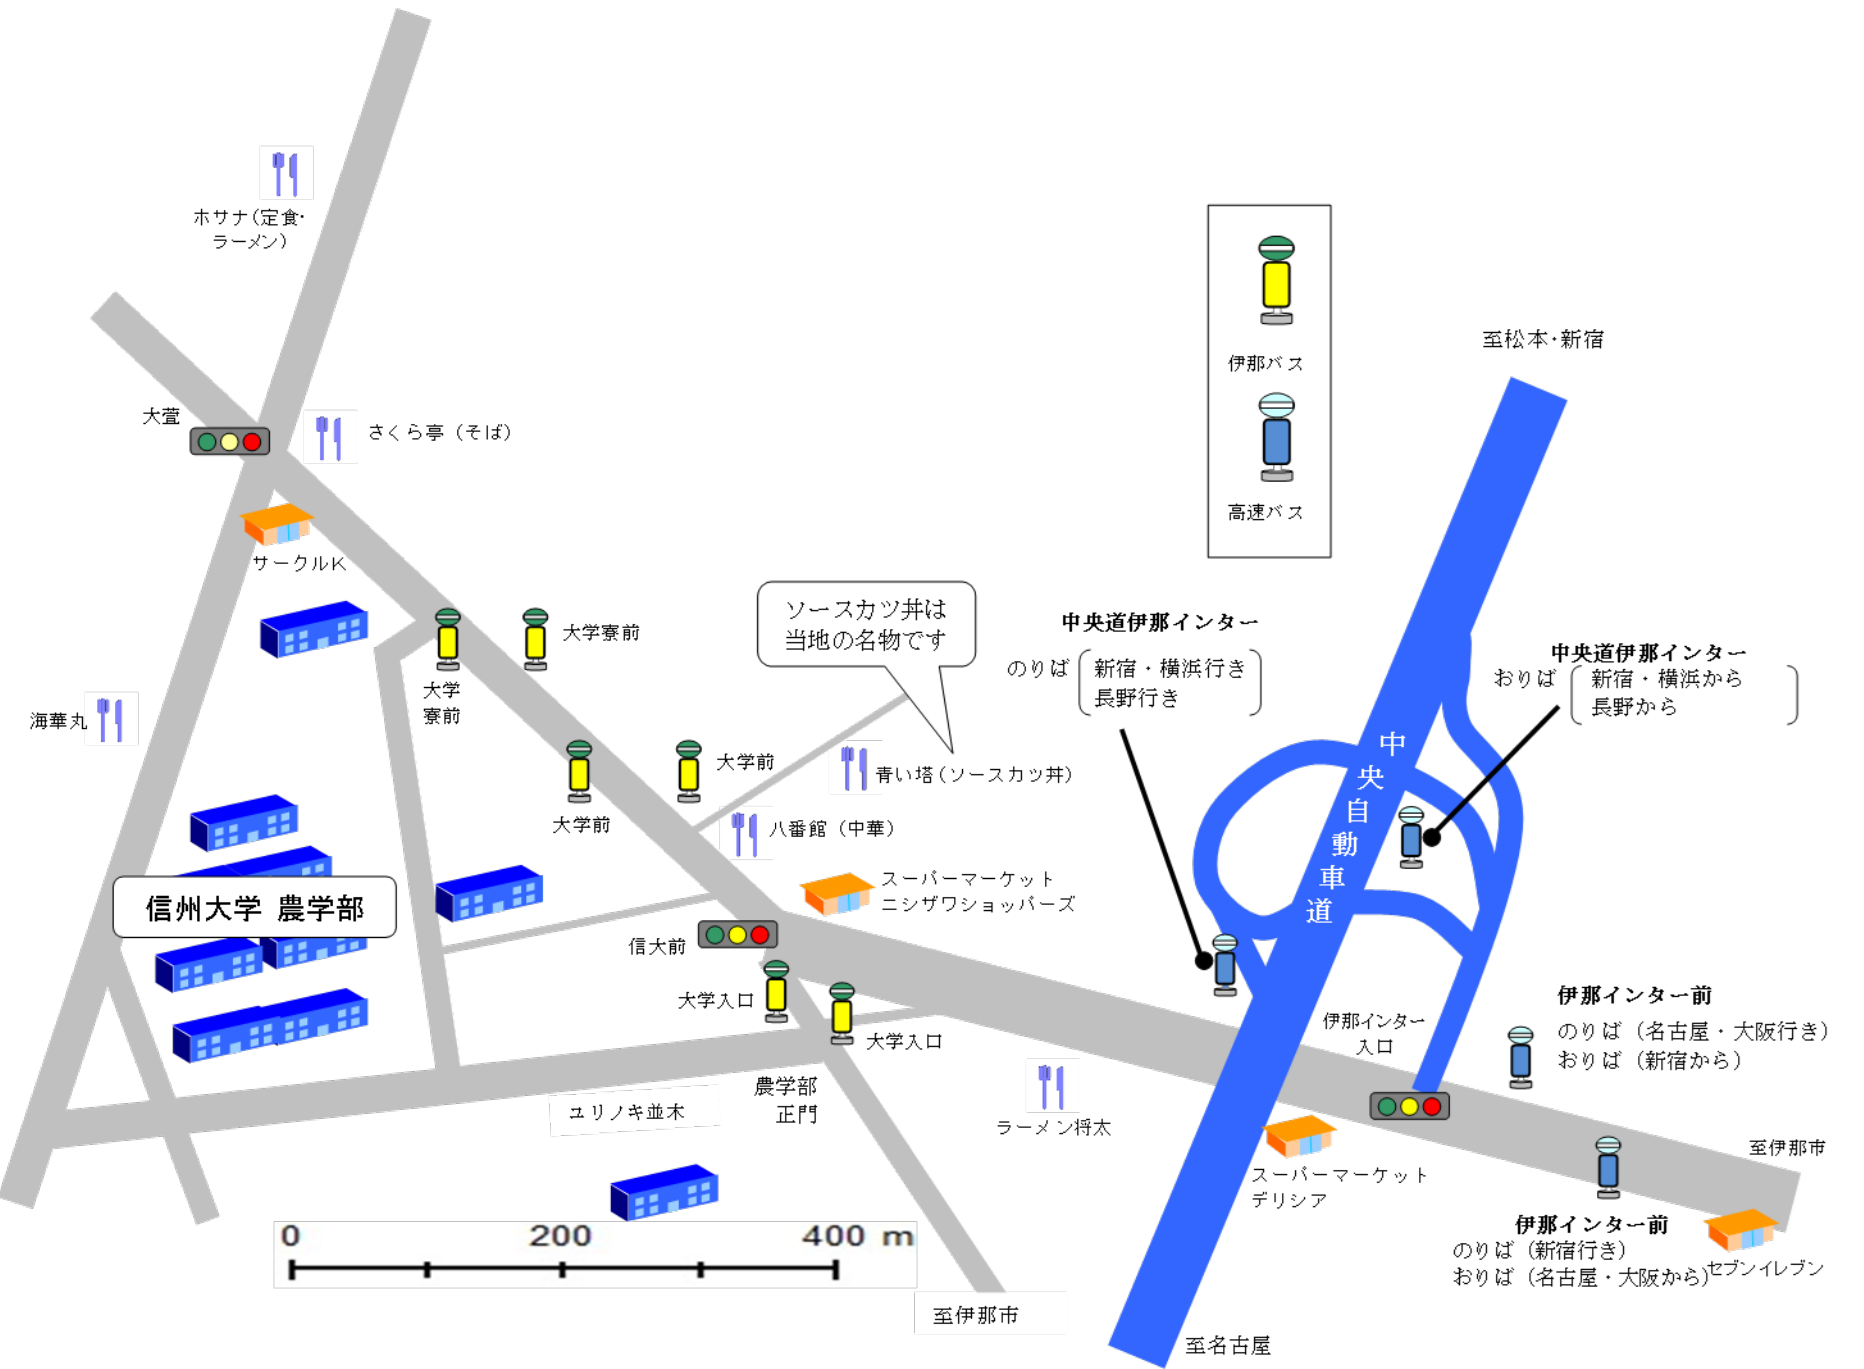 ホサナ(定食・
ラーメン)
大萱
さくら亭(そば)
サークルK
海華丸
大学寮前
大学
寮前
大学前
大学前
ソースカツ丼は
当地の名物です
青い塔(ソースカツ丼)
八番館(中華)
スーパーマーケット
ニシザワショッパーズ
信州大学 農学部
信大前
大学入口
大学入口
農学部
正門
ユリノキ並木
ラーメン将太
0 200 400 m
至伊那市
伊那バス
高速バス
至松本・新宿
中央道伊那インター
のりば
新宿・横浜行き
長野行き
中央道伊那インター
おりば
新宿・横浜から
長野から
中央自動車道
伊那インター
入口
伊那インター前
のりば(名古屋・大阪行き)
おりば(新宿から)
至伊那市
スーパーマーケット
デリシア
伊那インター前
のりば(新宿行き)
おりば(名古屋・大阪から)
セブンイレブン
至名古屋